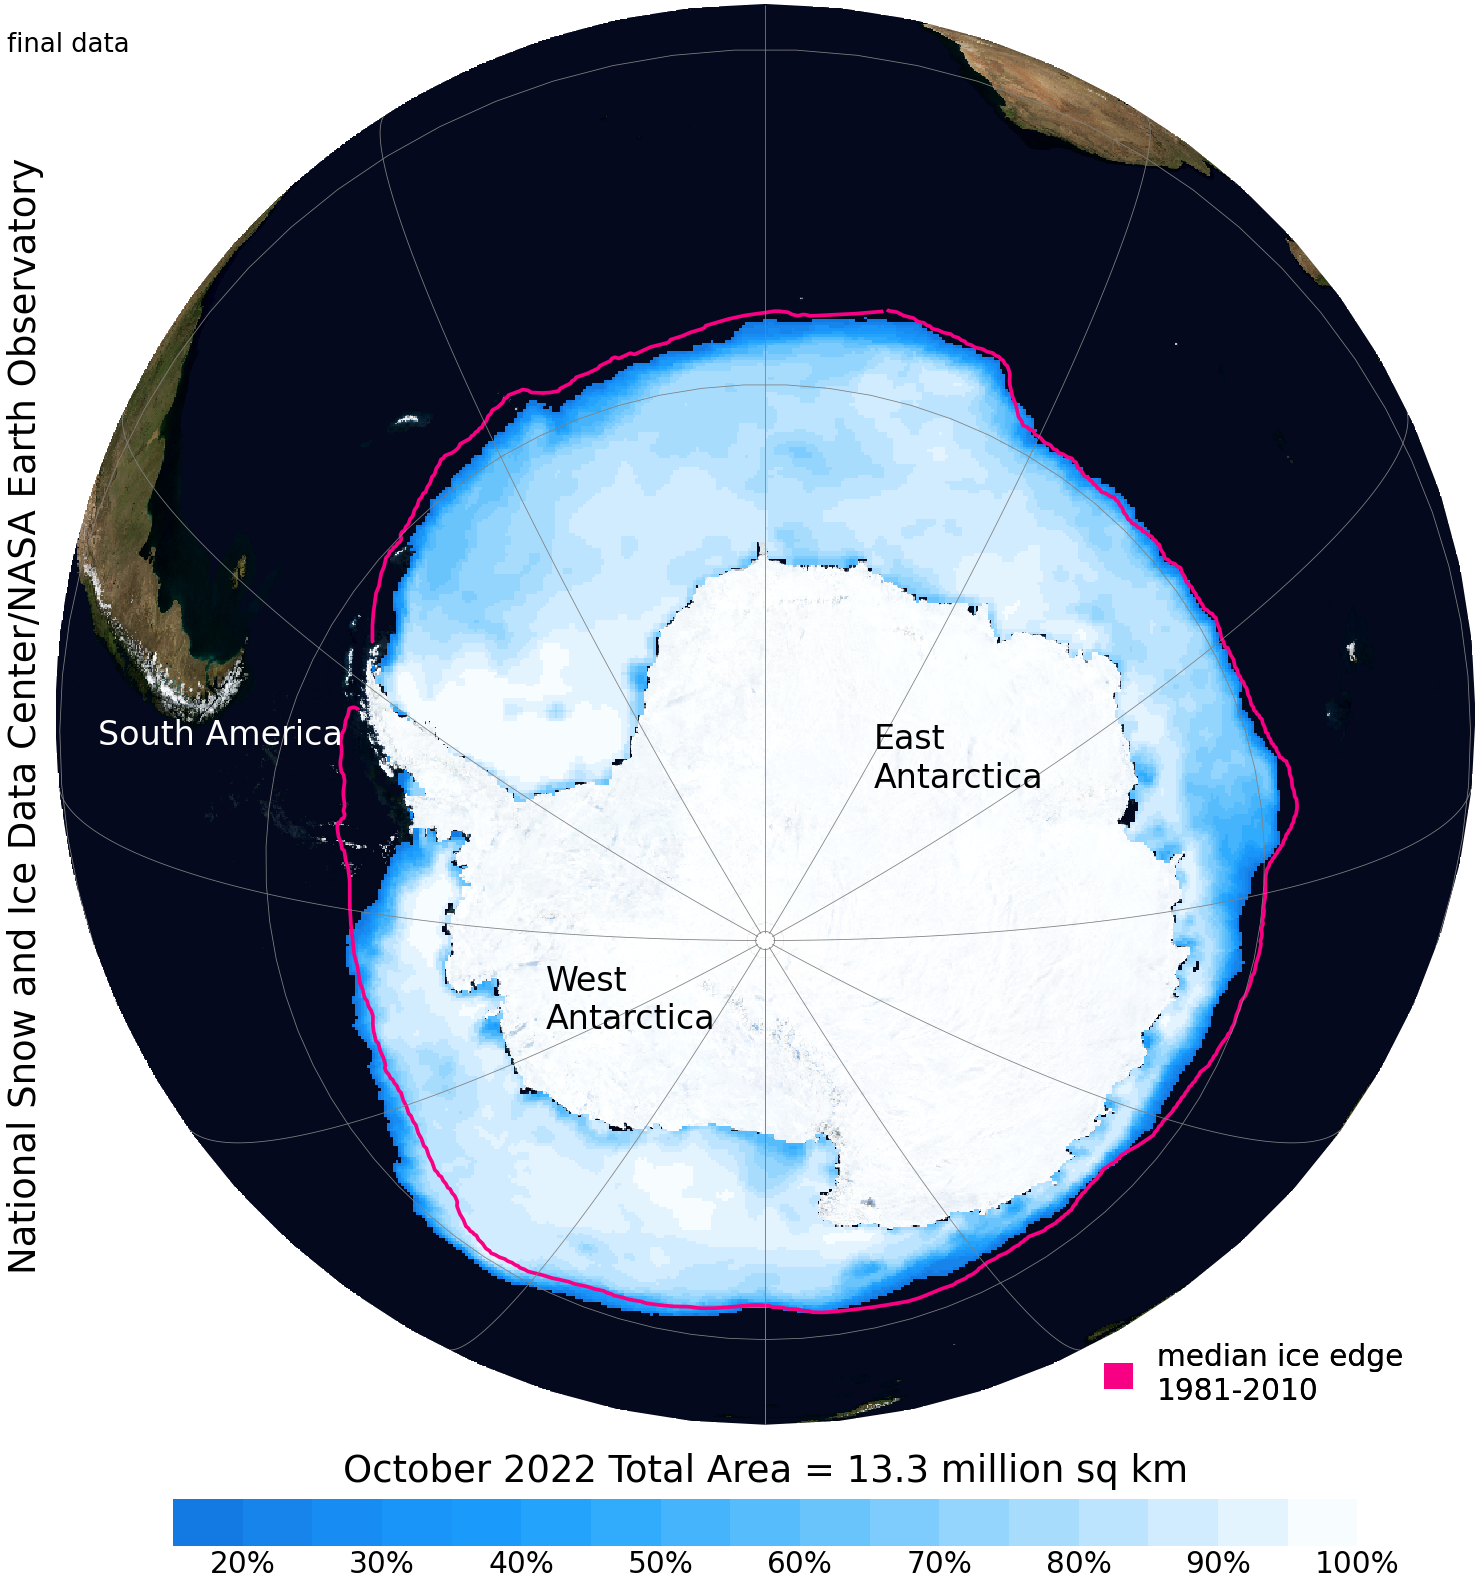 final data
National Snow and Ice Data Center/NASA Earth Observatory
South America
East
Antarctica
West
Antarctica
median ice edge
1981-2010
October 2022 Total Area = 13.3 million sq km
20% 30% 40% 50% 60% 70% 80% 90% 100%